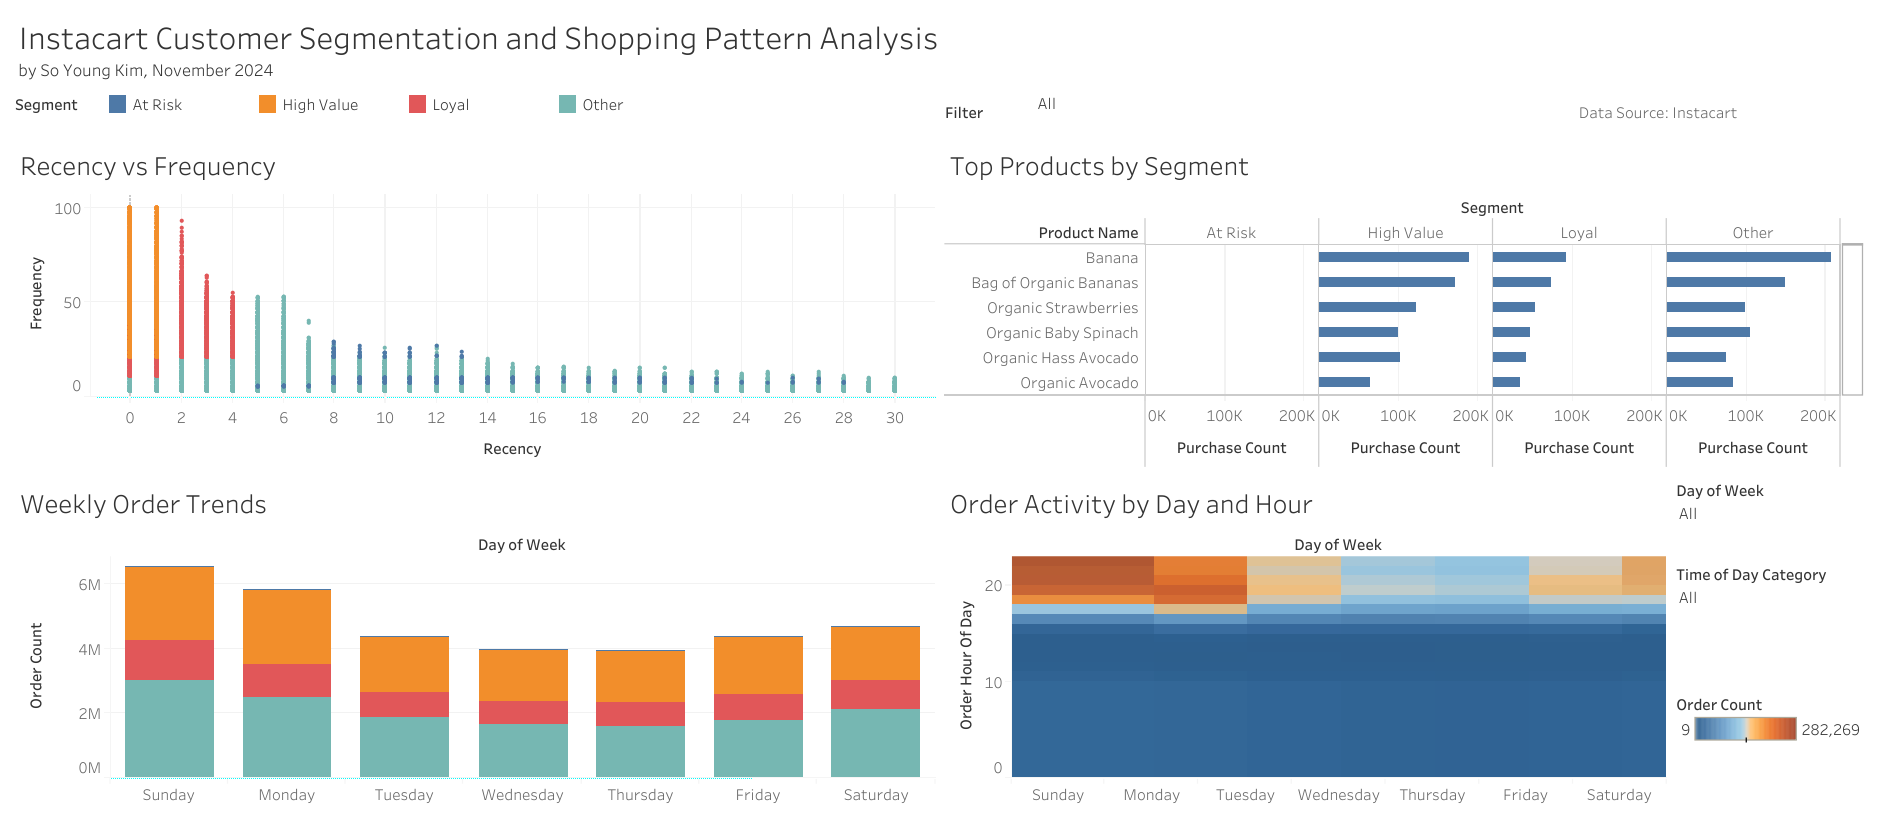 Instacart Customer Segmentation and Shopping Pattern Analysis
by So Young Kim, November 2024
Segment At Risk High Value Loyal Other
Filter All Data Source: Instacart
Recency vs Frequency
Frequency
100
50
0
0 2 4 6 8 10 12 14 16 18 20 22 24 26 28 30
Recency
Top Products by Segment
Segment
Product Name At Risk High Value Loyal Other
Banana
Bag of Organic Bananas
Organic Strawberries
Organic Baby Spinach
Organic Hass Avocado
Organic Avocado
0K 100K 200K 0K 100K 200K 0K 100K 200K 0K 100K 200K
Purchase Count Purchase Count Purchase Count Purchase Count
Weekly Order Trends
Day of Week
Order Count
6M
4M
2M
0M
Sunday Monday Tuesday Wednesday Thursday Friday Saturday
Order Activity by Day and Hour
Day of Week
Order Hour Of Day
20
10
0
Sunday Monday Tuesday Wednesday Thursday Friday Saturday
Day of Week
All
Time of Day Category
All
Order Count
9 282,269